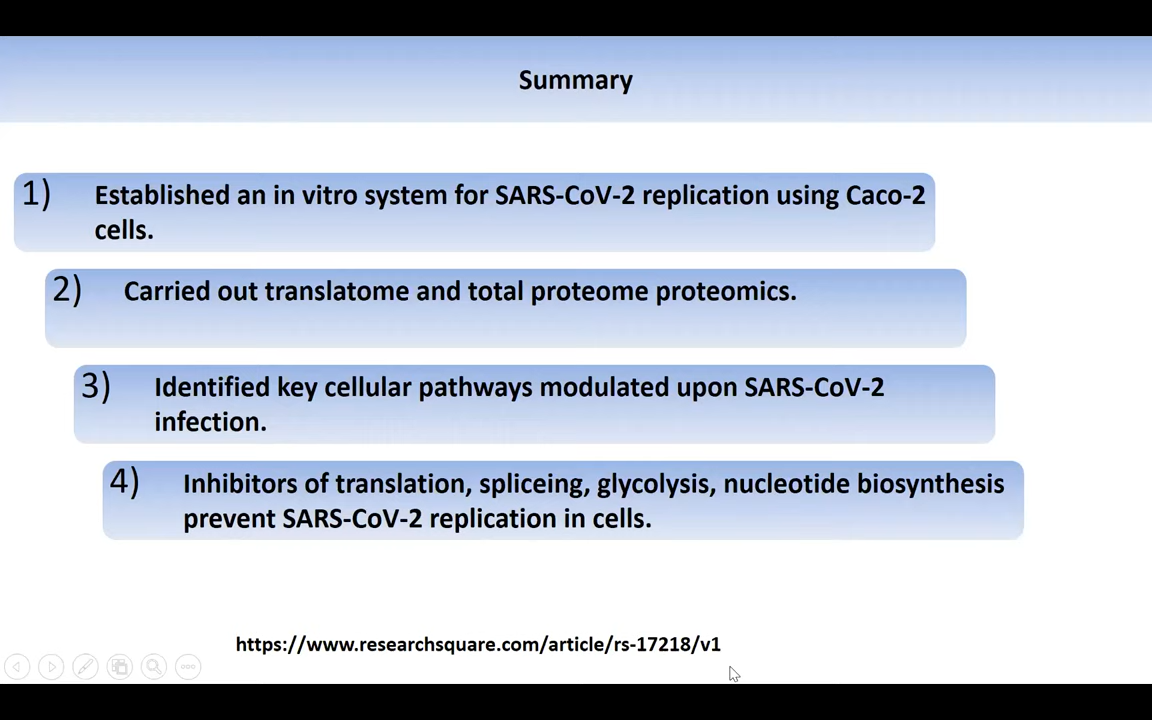 Summary
1) Established an in vitro system for SARS-CoV-2 replication using Caco-2
cells.
2) Carried out translatome and total proteome proteomics.
3) Identified key cellular pathways modulated upon SARS-CoV-2
infection.
4) Inhibitors of translation, spliceing, glycolysis, nucleotide biosynthesis
prevent SARS-CoV-2 replication in cells.
https://www.researchsquare.com/article/rs-17218/v1